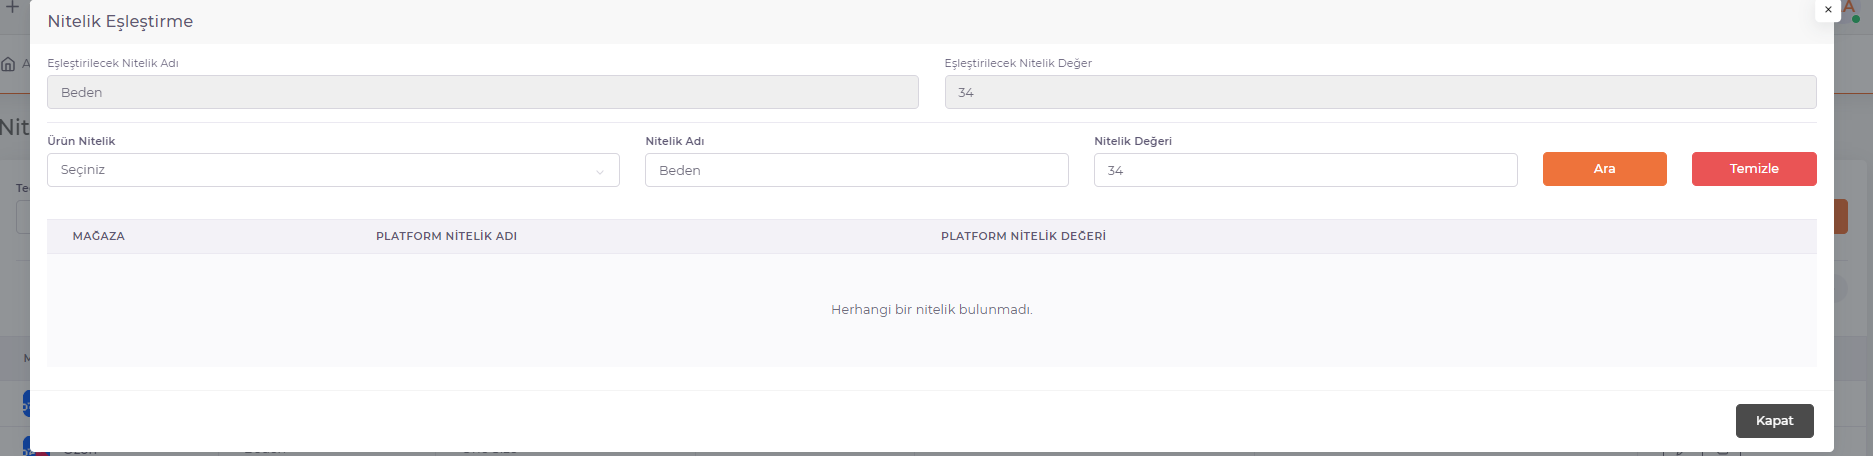 Nitelik Eşleştirme
Eşleştirilecek Nitelik Adı
Eşleştirilecek Nitelik Değer
Beden
34
Nit
Ürün Nitelik
Nitelik Adı
Nitelik Değeri
Seçiniz
Beden
34
Ara
Temizle
MAĞAZA
PLATFORM NİTELİK ADI
PLATFORM NİTELİK DEĞERİ
Herhangi bir nitelik bulunmadı.
Kapat